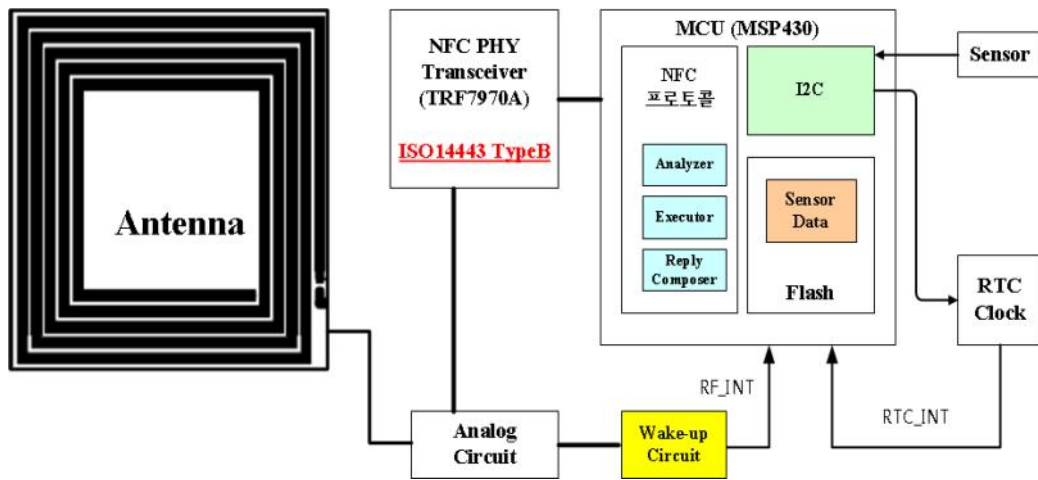 Antenna
NFC PHY
Transceiver
(TRF7970A)
ISO14443 TypeB
MCU (MSP430)
NFC
프로토콜
Analyzer
Executor
Reply
Composer
I2C
Sensor
Data
Flash
Sensor
RTC
Clock
RF_INT
RTC_INT
Analog
Circuit
Wake-up
Circuit